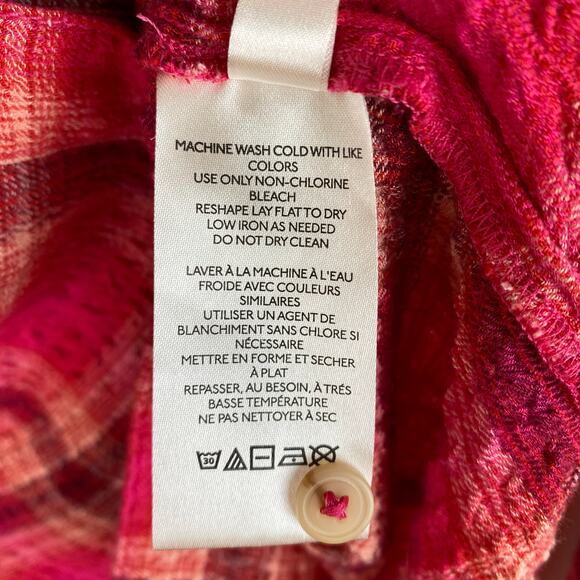 MACHINE WASH COLD WITH LIKE
COLORS
USE ONLY NON-CHLORINE
BLEACH
RESHAPE LAY FLAT TO DRY
LOW IRON AS NEEDED
DO NOT DRY CLEAN
LAVER À LA MACHINE À L'EAU
FROIDE AVEC COULEURS
SIMILAIRES
UTILISER UN AGENT DE
BLANCHIMENT SANS CHLORE SI
NÉCESSAIRE
METTRE EN FORME ET SECHER
À PLAT
REPASSER, AU BESOIN, À TRÉS
BASSE TEMPÉRATURE
NE PAS NETTOYER À SEC
30